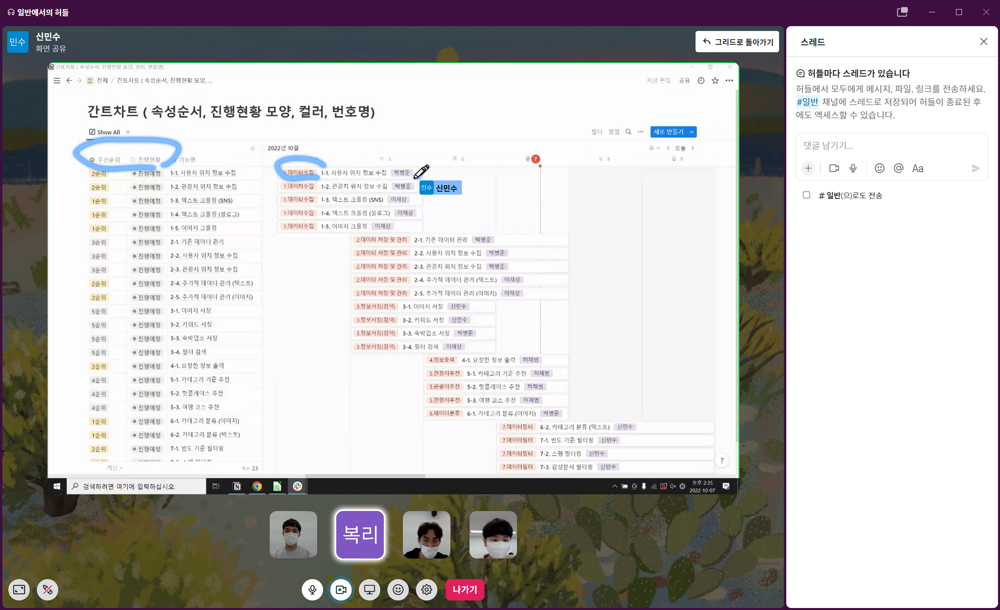 일반에서의 허들
민수
신민수
화면 공유
그리드로 돌아가기
간트차트 ( 속성순서, 진행현황 모양, 컬러, 번호명)
전체 / 간트차트 ( 속성순서, 진행현황 모양, ...
지금 편집 공유
간트차트 ( 속성순서, 진행현황 모양, 컬러, 번호명)
Show All
필터 정렬 새로 만들기
2022년 10월
주 오늘
우선순위 진행현황 기능명
수 5 목 6 금 7 토 8 일 9
2순위 진행예정 1-1. 사용자 위치 정보 수집
2순위 진행예정 1-2. 관광지 위치 정보 수집
1순위 진행예정 1-3. 텍스트 크롤링 (SNS)
1순위 진행예정 1-4. 텍스트 크롤링 (블로그)
1순위 진행예정 1-5. 이미지 크롤링
3순위 진행예정 2-1. 기존 데이터 관리
3순위 진행예정 2-2. 사용자 위치 정보 수집
3순위 진행예정 2-3. 관광지 위치 정보 수집
2순위 진행예정 2-4. 추가적 데이터 관리 (텍스트)
2순위 진행예정 2-5. 추가적 데이터 관리 (이미지)
5순위 진행예정 3-1. 이미지 서칭
5순위 진행예정 3-2. 키워드 서칭
5순위 진행예정 3-3. 숙박업소 서칭
5순위 진행예정 3-4. 필터 검색
2순위 진행예정 4-1. 요청한 정보 출력
4순위 진행예정 5-1. 카테고리 기준 추천
4순위 진행예정 5-2. 핫플레이스 추천
4순위 진행예정 5-3. 여행 코스 추천
1순위 진행예정 6-1. 카테고리 분류 (이미지)
1순위 진행예정 6-2. 카테고리 분류 (텍스트)
2순위 진행예정 7-1. 빈도 기준 필터링
계산 개수 23
1.데이터수집 1-1. 사용자 위치 정보 수집 박병준
민수 신민수
1.데이터수집 1-2. 관광지 위치 정보 수집 박병준
1.데이터수집 1-3. 텍스트 크롤링 (SNS) 이재상
1.데이터수집 1-4. 텍스트 크롤링 (블로그) 이재상
1.데이터수집 1-5. 이미지 크롤링 이재상
2.데이터 저장 및 관리 2-1. 기존 데이터 관리 박병준
2.데이터 저장 및 관리 2-2. 사용자 위치 정보 수집 박병준
2.데이터 저장 및 관리 2-3. 관광지 위치 정보 수집 박병준
2.데이터 저장 및 관리 2-4. 추가적 데이터 관리 (텍스트) 이재상
2.데이터 저장 및 관리 2-5. 추가적 데이터 관리 (이미지) 이재상
3.정보서칭(검색) 3-1. 이미지 서칭 신민수
3.정보서칭(검색) 3-2. 키워드 서칭 신민수
3.정보서칭(검색) 3-3. 숙박업소 서칭 박병준
3.정보서칭(검색) 3-4. 필터 검색 이재상
4.정보출력 4-1. 요청한 정보 출력 허채범
5.관광지추천 5-1. 카테고리 기준 추천 허채범
5.관광지추천 5-2. 핫플레이스 추천 허채범
5.관광지추천 5-3. 여행 코스 추천 허채범
6.데이터분류 6-1. 카테고리 분류 (이미지) 박병준
7.데이터필터 6-2. 카테고리 분류 (텍스트) 신민수
7.데이터필터 7-1. 빈도 기준 필터링 신민수
7.데이터필터 7-2. 스팸 필터링 신민수
7.데이터필터 7-3. 감성분석 필터링 신민수
?
검색하려면 여기에 입력하십시오.
오후 2:35
2022-10-07
복리
나가기
스레드
허들마다 스레드가 있습니다
허들에서 모두에게 메시지, 파일, 링크를 전송하세요.
#일반 채널에 스레드로 저장되어 허들이 종료된 후
에도 액세스할 수 있습니다.
댓글 남기기...
Aa
# 일반(으)로도 전송